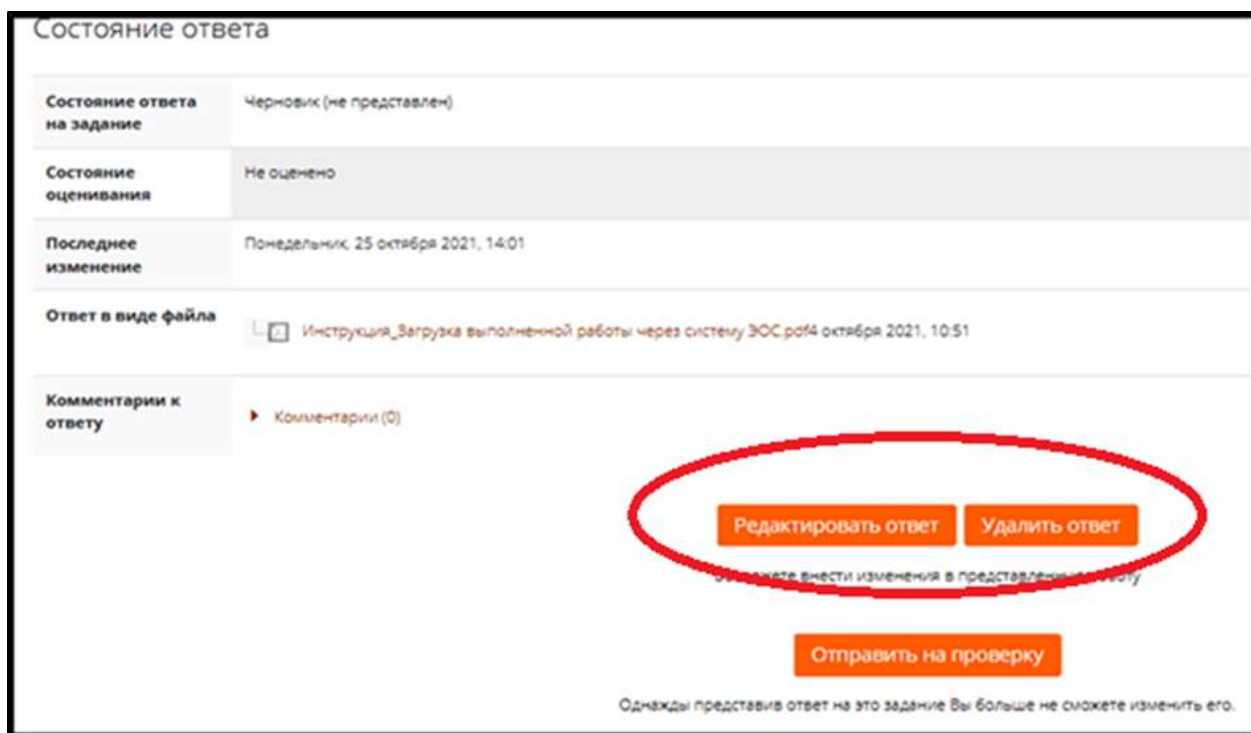 Состояние ответа
Состояние ответа
на задание
Черновик (не представлен)
Состояние
оценивания
Не оценено
Последнее
изменение
Понедельник, 25 октября 2021, 14:01
Ответ в виде файла
Инструкция_Загрузка выполненной работы через систему ЭОС.pdf4 октября 2021, 10:51
Комментарии к
ответу
Комментарии (0)
Редактировать ответ
Удалить ответ
внести изменения в
Отправить на проверку
Однажды представив ответ на это задание Вы больше не сможете изменить его.